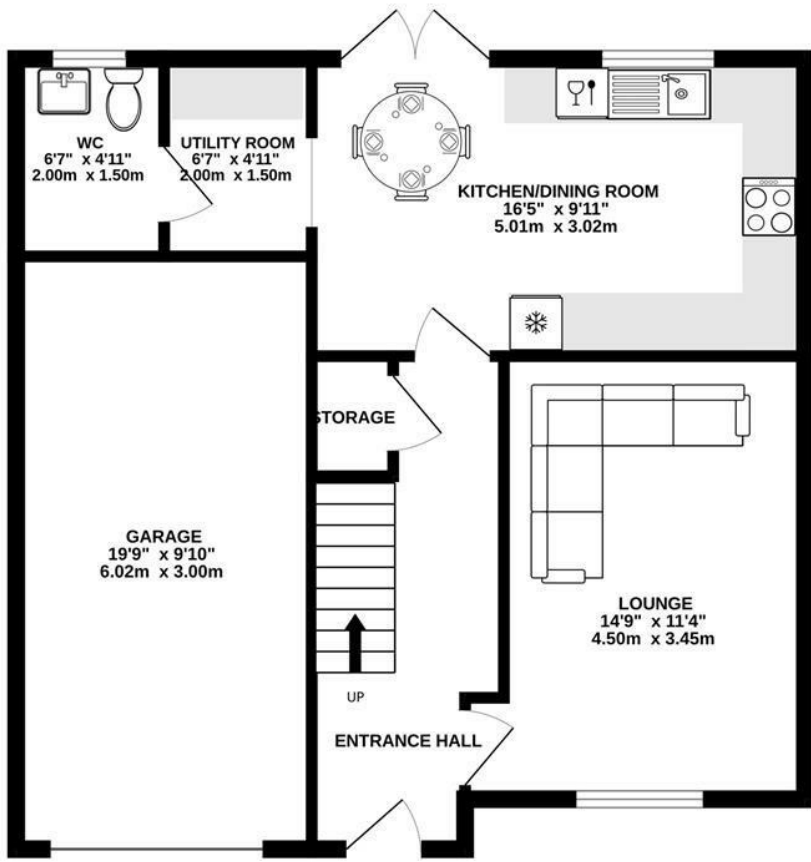 WC
6'7" x 4'11"
2.00m x 1.50m
UTILITY ROOM
6'7" x 4'11"
2.00m x 1.50m
KITCHEN/DINING ROOM
16'5" x 9'11"
5.01m x 3.02m
STORAGE
GARAGE
19'9" x 9'10"
6.02m x 3.00m
LOUNGE
14'9" x 11'4"
4.50m x 3.45m
UP
ENTRANCE HALL